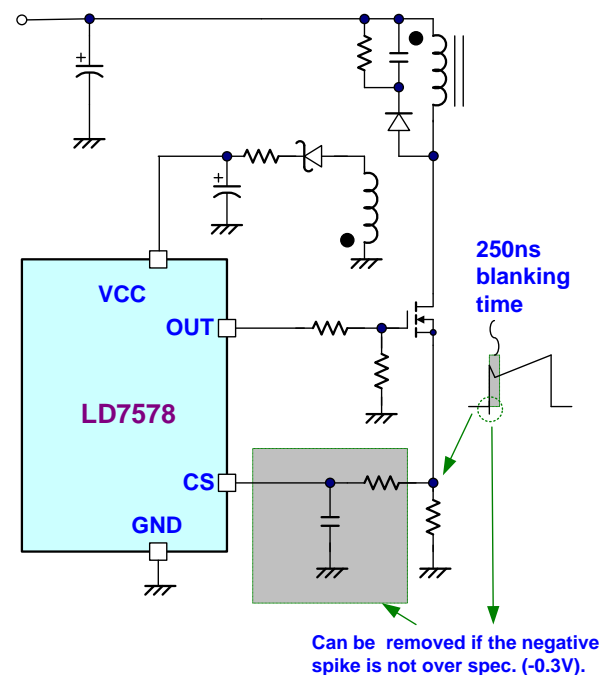 250ns
blanking
time
VCC
OUT
LD7578
CS
GND
+
+
Can be removed if the negative
spike is not over spec. (-0.3V).